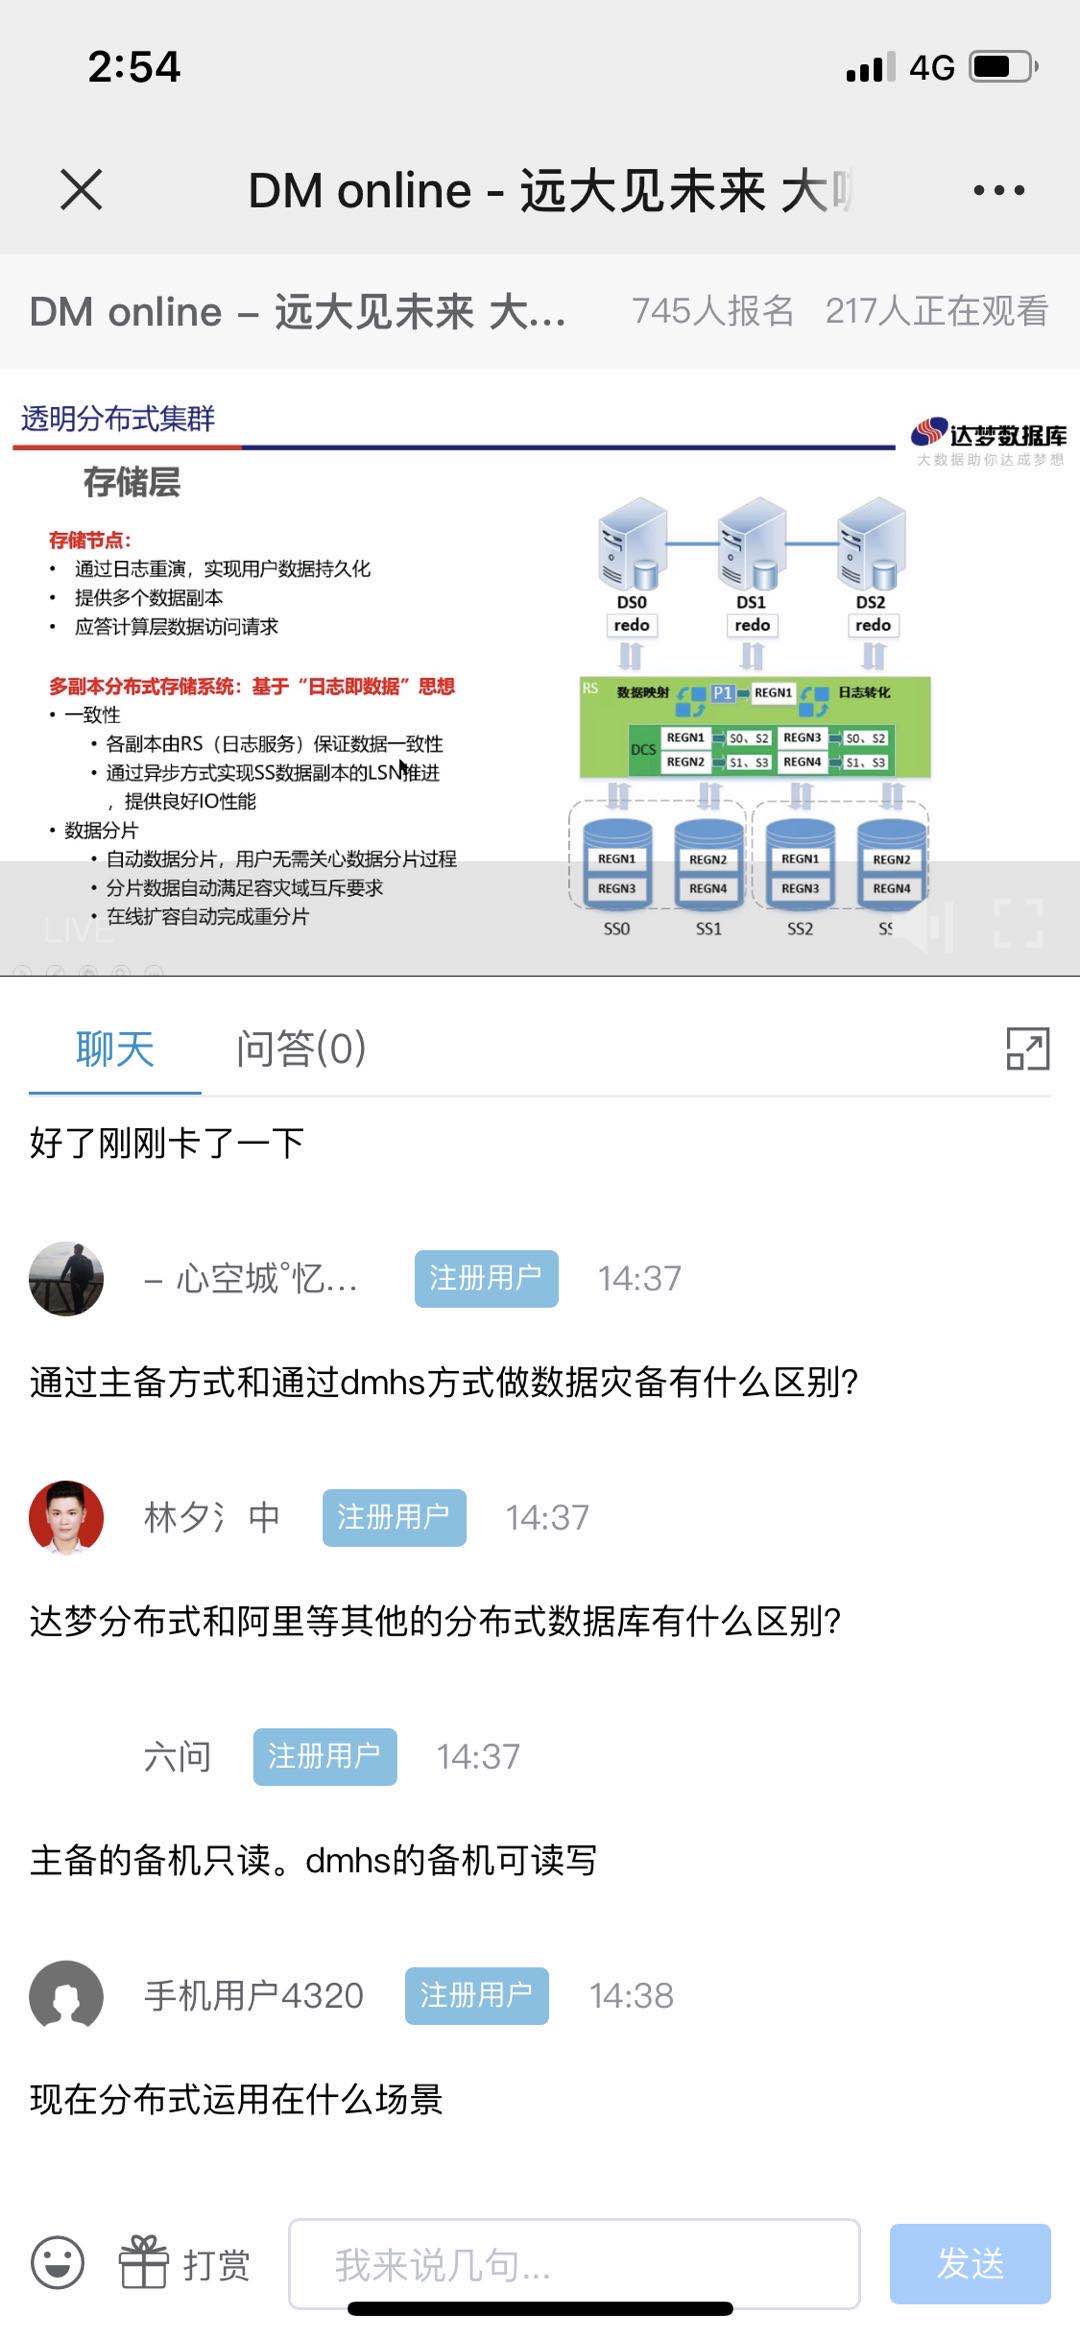 2:54
4G
DM online - 远大见未来 大
DM online – 远大见未来 大... 745人报名 217人正在观看
透明分布式集群
达梦数据库
大数据助你达成梦想
存储层
存储节点：
• 通过日志重演，实现用户数据持久化
• 提供多个数据副本
• 应答计算层数据访问请求
多副本分布式存储系统：基于“日志即数据”思想
• 一致性
• 各副本由RS（日志服务）保证数据一致性
• 通过异步方式实现SS数据副本的LSN推进
，提供良好IO性能
• 数据分片
• 自动数据分片，用户无需关心数据分片过程
• 分片数据自动满足容灾域互斥要求
• 在线扩容自动完成重分片
DS0 DS1 DS2
redo redo redo
RS 数据映射 P1 REGN1 日志转化
DCS
REGN1 S0、S2 REGN3 S0、S2
REGN2 S1、S3 REGN4 S1、S3
REGN1 REGN2 REGN1 REGN2
REGN3 REGN4 REGN3 REGN4
SS0 SS1 SS2
LIVE
聊天 问答(0)
好了刚刚卡了一下
– 心空城°忆... 注册用户 14:37
通过主备方式和通过dmhs方式做数据灾备有什么区别?
林夕氵中 注册用户 14:37
达梦分布式和阿里等其他的分布式数据库有什么区别?
六问 注册用户 14:37
主备的备机只读。dmhs的备机可读写
手机用户4320 注册用户 14:38
现在分布式运用在什么场景
打赏 我来说几句... 发送